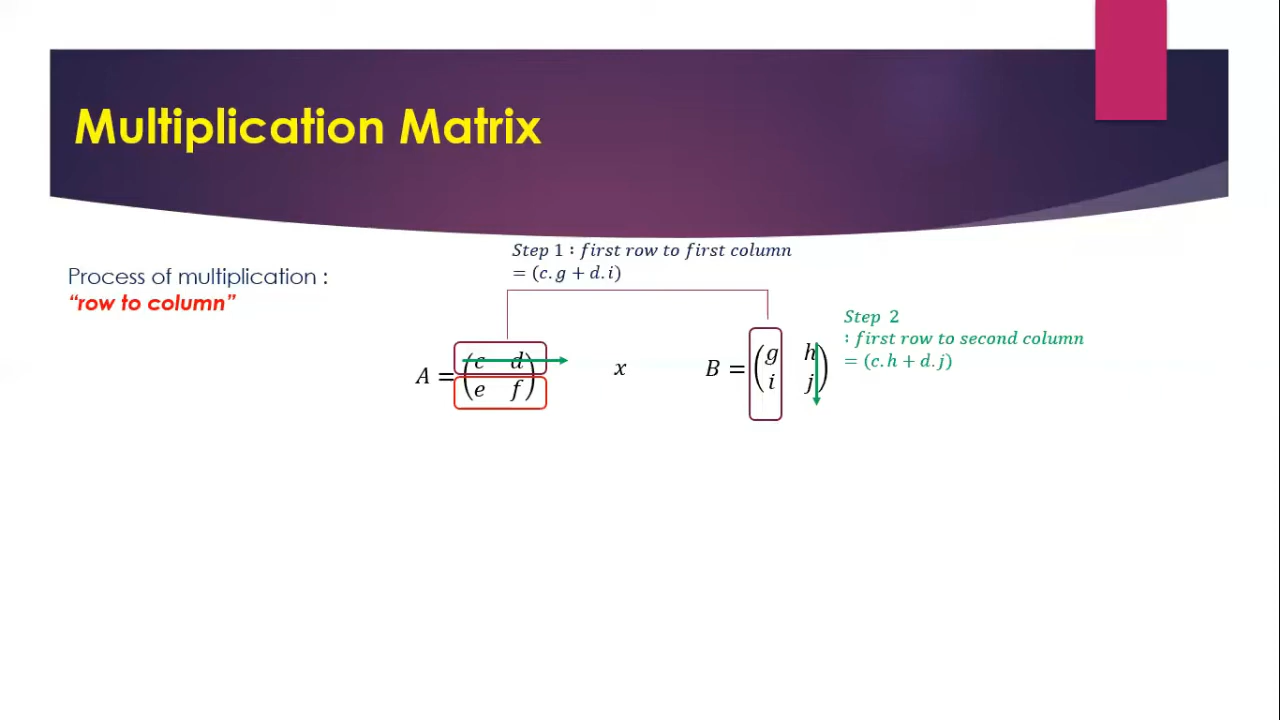 Multiplication Matrix
Process of multiplication :
“row to column”
Step 1 : first row to first column
= (c.g + d.i)
Step 2
: first row to second column
= (c.h + d.j)
A = (c d
e f)
x
B = (g h
i j)